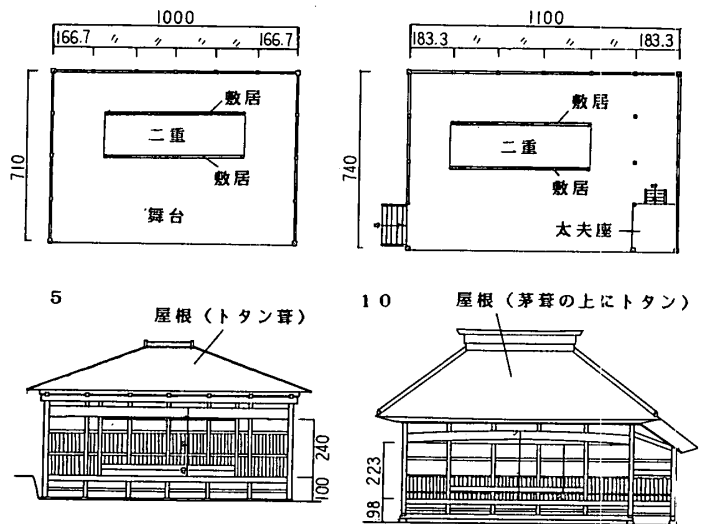 1000
166.7 〃 〃 〃 〃 166.7
710
敷居
二重
敷居
舞台
1100
183.3 〃 〃 〃 〃 183.3
740
敷居
二重
敷居
太夫座
5
屋根（トタン葺）
240
100
10
屋根（茅葺の上にトタン）
223
98